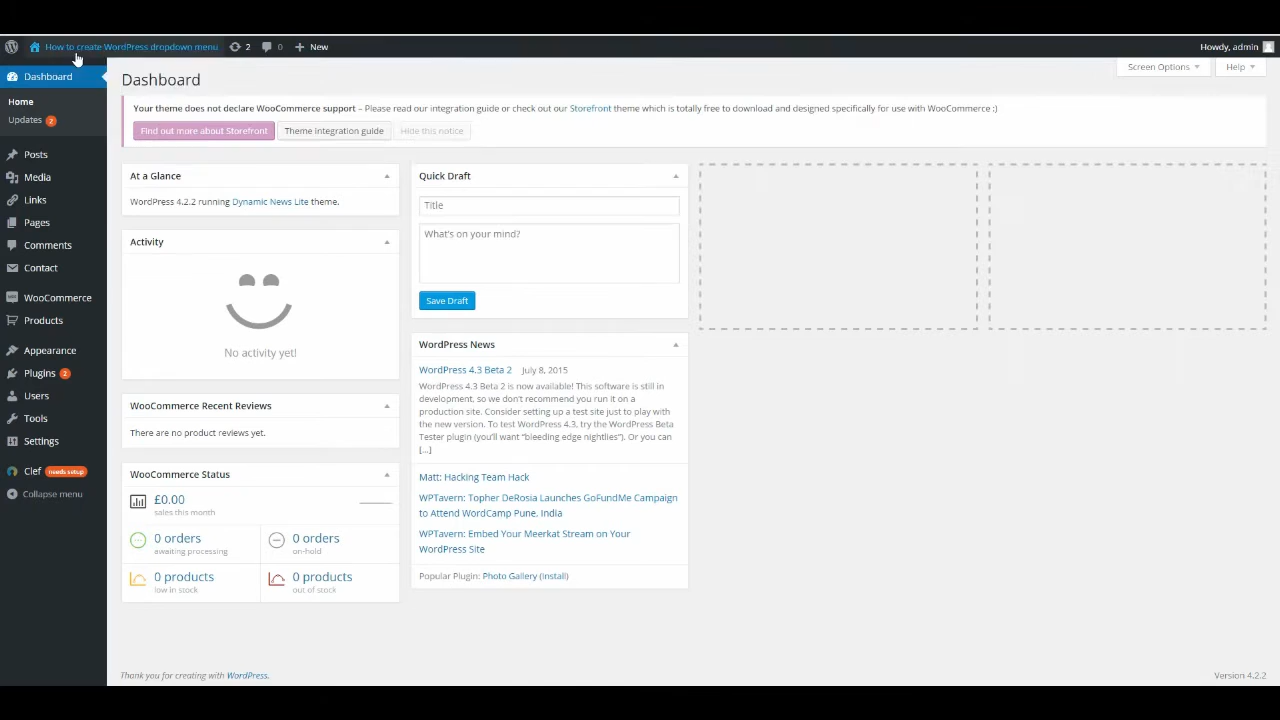 How to create WordPress dropdown menu 2 0 New
Howdy, admin
Dashboard
Home
Updates 2
Posts
Media
Links
Pages
Comments
Contact
WooCommerce
Products
Appearance
Plugins 2
Users
Tools
Settings
Clef needs setup
Collapse menu
Dashboard
Screen Options
Help
Your theme does not declare WooCommerce support – Please read our integration guide or check out our Storefront theme which is totally free to download and designed specifically for use with WooCommerce :)
Find out more about Storefront
Theme integration guide
Hide this notice
At a Glance
WordPress 4.2.2 running Dynamic News Lite theme.
Activity
No activity yet!
WooCommerce Recent Reviews
There are no product reviews yet.
WooCommerce Status
£0.00
sales this month
0 orders
awaiting processing
0 orders
on-hold
0 products
low in stock
0 products
out of stock
Quick Draft
Title
What's on your mind?
Save Draft
WordPress News
WordPress 4.3 Beta 2 July 8, 2015
WordPress 4.3 Beta 2 is now available! This software is still in
development, so we don't recommend you run it on a
production site. Consider setting up a test site just to play with
the new version. To test WordPress 4.3, try the WordPress Beta
Tester plugin (you'll want "bleeding edge nightlies"). Or you can
[...]
Matt: Hacking Team Hack
WPTavern: Topher DeRosia Launches GoFundMe Campaign
to Attend WordCamp Pune, India
WPTavern: Embed Your Meerkat Stream on Your
WordPress Site
Popular Plugin: Photo Gallery (Install)
Thank you for creating with WordPress.
Version 4.2.2